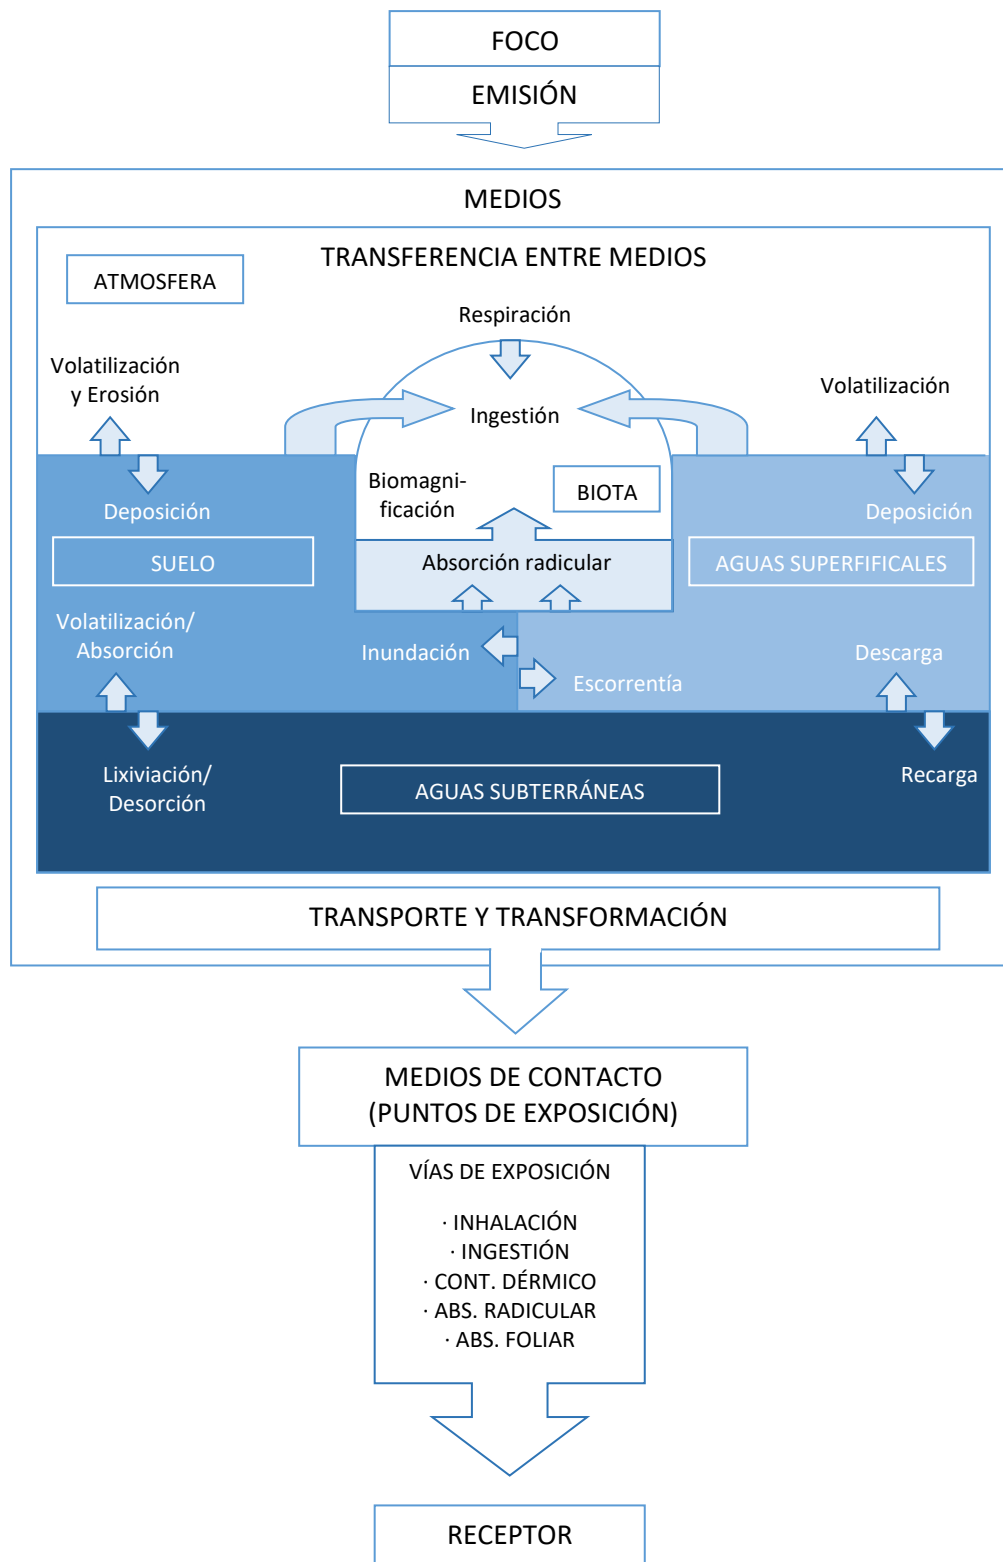 FOCO
EMISIÓN
MEDIOS
TRANSFERENCIA ENTRE MEDIOS
ATMOSFERA
Respiración
Volatilización
y Erosión
Volatilización
Ingestión
Biomagni-
ficación
BIOTA
Deposición
Deposición
SUELO
Absorción radicular
AGUAS SUPERFIFICALES
Volatilización/
Absorción
Inundación
Escorrentía
Descarga
Lixiviación/
Desorción
AGUAS SUBTERRÁNEAS
Recarga
TRANSPORTE Y TRANSFORMACIÓN
MEDIOS DE CONTACTO
(PUNTOS DE EXPOSICIÓN)
VÍAS DE EXPOSICIÓN
· INHALACIÓN
· INGESTIÓN
· CONT. DÉRMICO
· ABS. RADICULAR
· ABS. FOLIAR
RECEPTOR